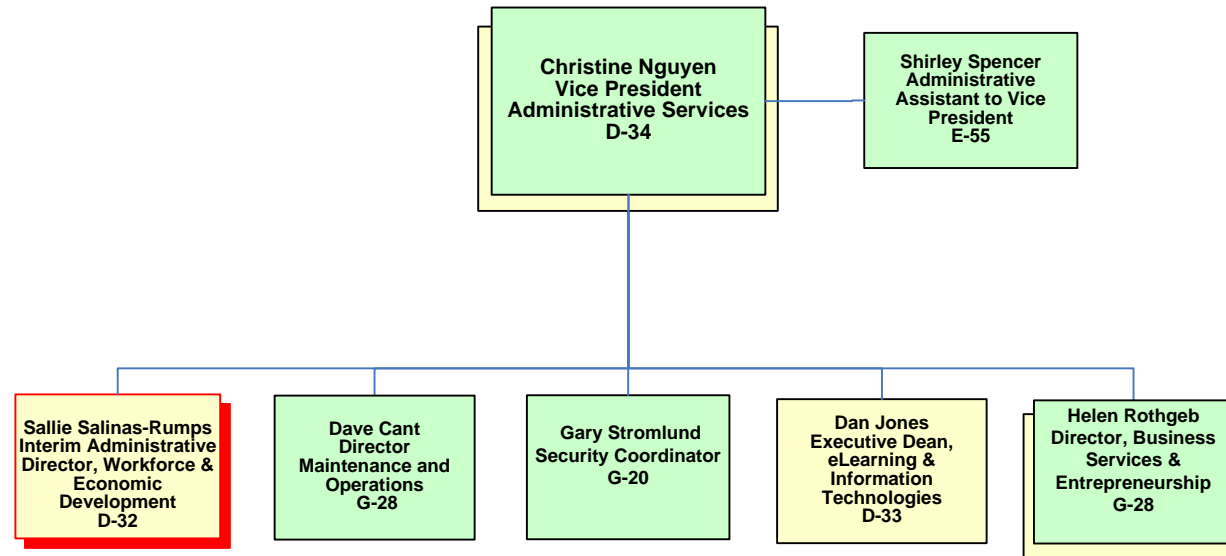 Christine Nguyen
Vice President
Administrative Services
D-34
Shirley Spencer
Administrative
Assistant to Vice
President
E-55
Sallie Salinas-Rumps
Interim Administrative
Director, Workforce &
Economic
Development
D-32
Dave Cant
Director
Maintenance and
Operations
G-28
Gary Stromlund
Security Coordinator
G-20
Dan Jones
Executive Dean,
eLearning &
Information
Technologies
D-33
Helen Rothgeb
Director, Business
Services &
Entrepreneurship
G-28